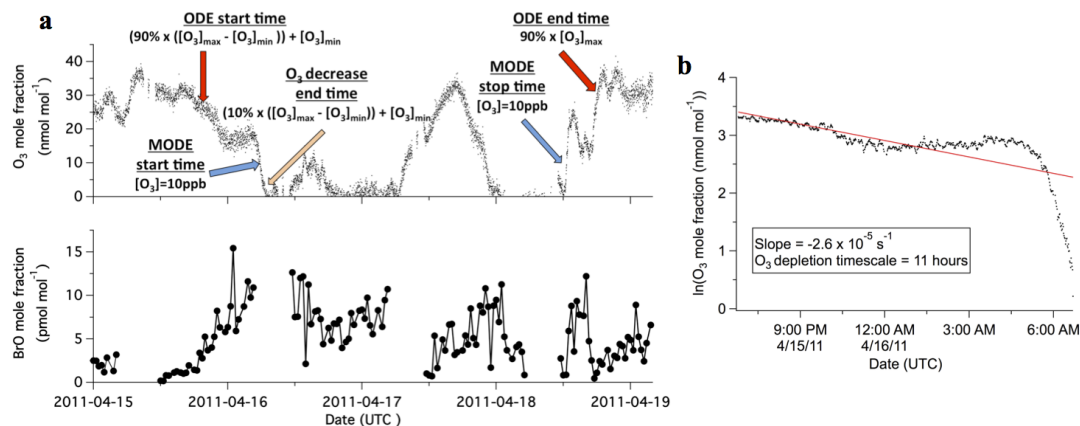 a
ODE start time
(90% x ([O₃]max - [O₃]min )) + [O₃]min
ODE end time
90% x [O₃]max
O₃ decrease
end time
(10% x ([O₃]max - [O₃]min)) + [O₃]min
MODE
stop time
[O₃]=10ppb
MODE
start time
[O₃]=10ppb
O₃ mole fraction
(nmol mol⁻¹)
40
30
20
10
0
BrO mole fraction
(pmol mol⁻¹)
15
10
5
0
2011-04-15
2011-04-16
2011-04-17
2011-04-18
2011-04-19
Date (UTC)
b
ln(O₃ mole fraction (nmol mol⁻¹))
4
3
2
1
0
Slope = -2.6 x 10⁻⁵ s⁻¹
O₃ depletion timescale = 11 hours
9:00 PM
4/15/11
12:00 AM
4/16/11
3:00 AM
6:00 AM
Date (UTC)